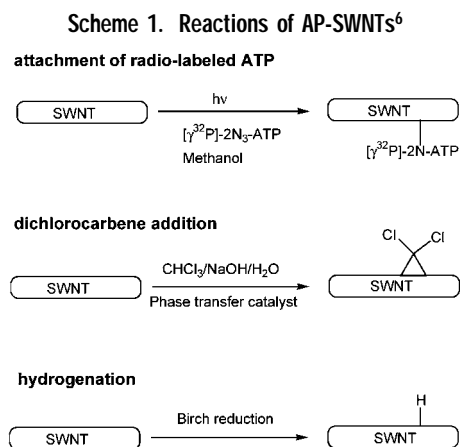 Scheme 1. Reactions of AP-SWNTs⁶
attachment of radio-labeled ATP
SWNT
hν
[γ³²P]-2N₃-ATP
Methanol
SWNT
[γ³²P]-2N-ATP
dichlorocarbene addition
SWNT
CHCl₃/NaOH/H₂O
Phase transfer catalyst
Cl
Cl
SWNT
hydrogenation
SWNT
Birch reduction
H
SWNT